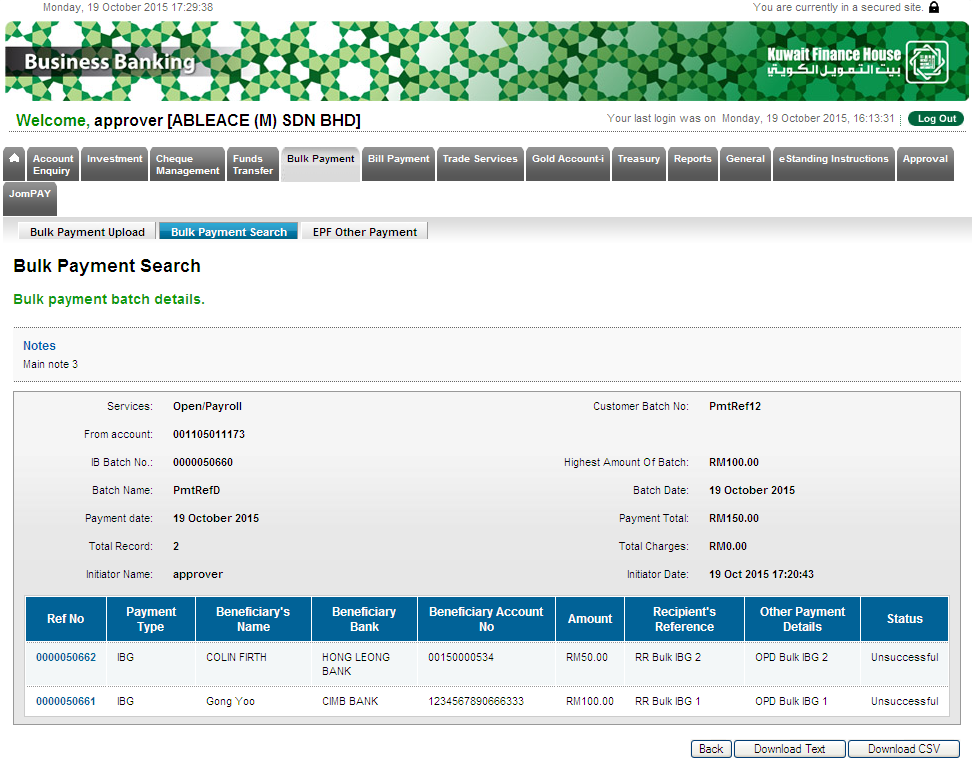 Monday, 19 October 2015 17:29:38
You are currently in a secured site.
Business Banking
Kuwait Finance House
بيت التمويل الكويتي
Welcome, approver [ABLEACE (M) SDN BHD]
Your last login was on Monday, 19 October 2015, 16:13:31
Log Out
Account Enquiry
Investment
Cheque Management
Funds Transfer
Bulk Payment
Bill Payment
Trade Services
Gold Account-i
Treasury
Reports
General
eStanding Instructions
Approval
JomPAY
Bulk Payment Upload
Bulk Payment Search
EPF Other Payment
Bulk Payment Search
Bulk payment batch details.
Notes
Main note 3
Services: Open/Payroll Customer Batch No: PmtRef12
From account: 001105011173
IB Batch No.: 0000050660 Highest Amount Of Batch: RM100.00
Batch Name: PmtRefD Batch Date: 19 October 2015
Payment date: 19 October 2015 Payment Total: RM150.00
Total Record: 2 Total Charges: RM0.00
Initiator Name: approver Initiator Date: 19 Oct 2015 17:20:43
Ref No Payment Type Beneficiary's Name Beneficiary Bank Beneficiary Account No Amount Recipient's Reference Other Payment Details Status
0000050662 IBG COLIN FIRTH HONG LEONG BANK 00150000534 RM50.00 RR Bulk IBG 2 OPD Bulk IBG 2 Unsuccessful
0000050661 IBG Gong Yoo CIMB BANK 1234567890666333 RM100.00 RR Bulk IBG 1 OPD Bulk IBG 1 Unsuccessful
Back
Download Text
Download CSV